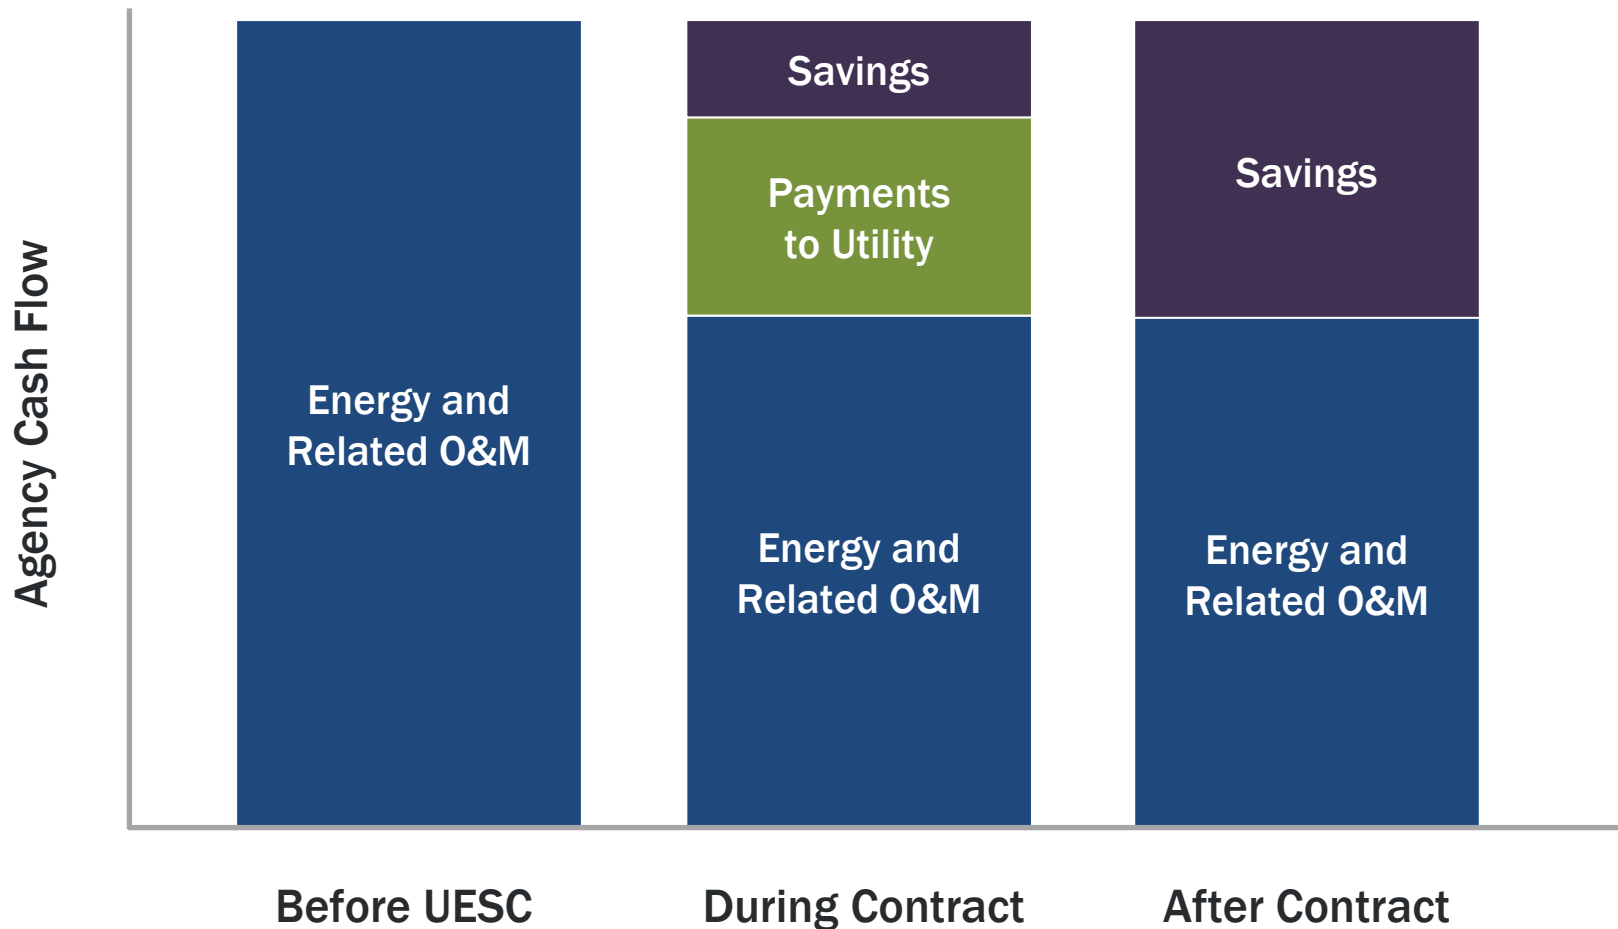 Agency Cash Flow
Energy and
Related O&M
Savings
Payments
to Utility
Energy and
Related O&M
Savings
Energy and
Related O&M
Before UESC
During Contract
After Contract